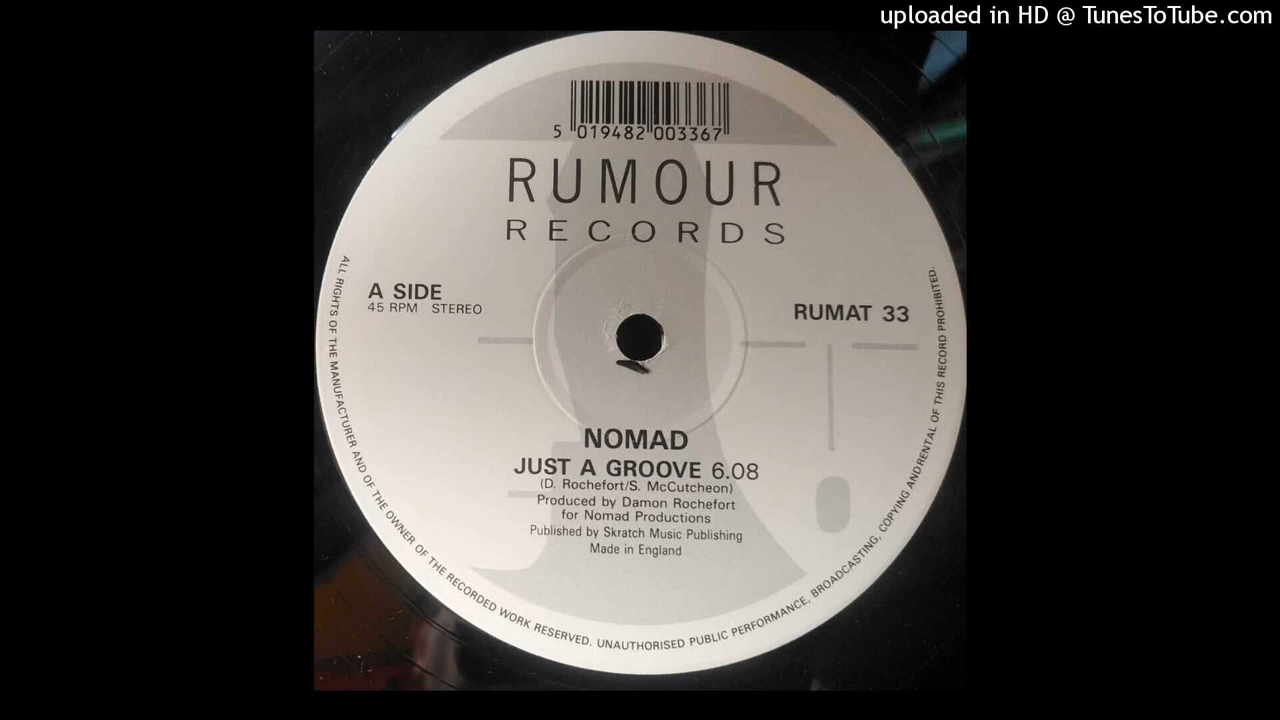 uploaded in HD @ TunesToTube.com
5 019482 003367
RUMOUR
RECORDS
A SIDE
45 RPM STEREO
RUMAT 33
NOMAD
JUST A GROOVE 6.08
(D. Rochefort/S. McCutcheon)
Produced by Damon Rochefort
for Nomad Productions
Published by Skratch Music Publishing
Made in England
ALL RIGHTS OF THE MANUFACTURER AND OF THE OWNER OF THE RECORDED WORK RESERVED. UNAUTHORISED PUBLIC PERFORMANCE, BROADCASTING, COPYING AND RENTAL OF THIS RECORD PROHIBITED.